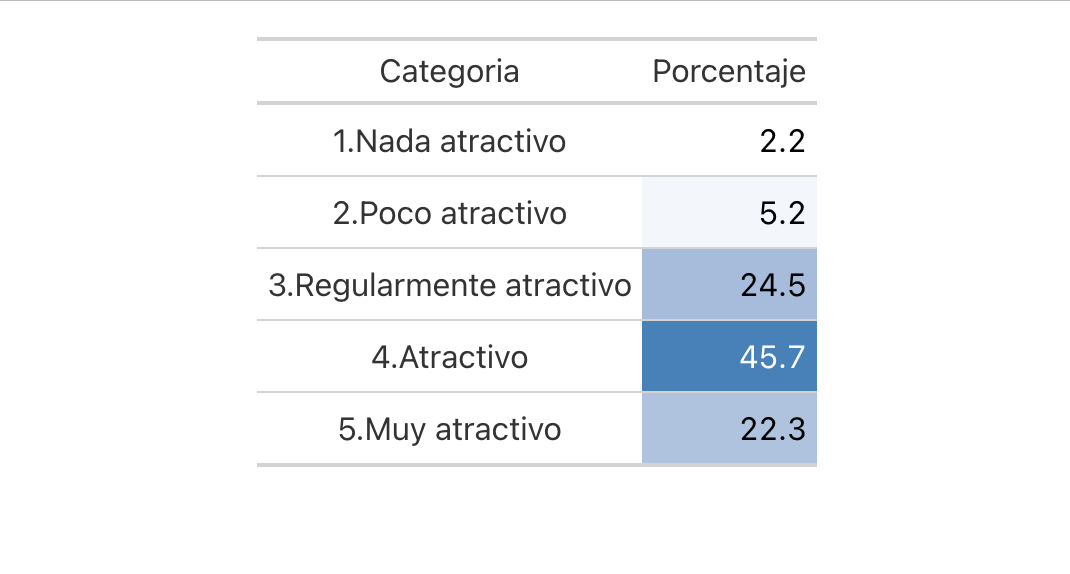 Categoria Porcentaje
1.Nada atractivo 2.2
2.Poco atractivo 5.2
3.Regularmente atractivo 24.5
4.Atractivo 45.7
5.Muy atractivo 22.3